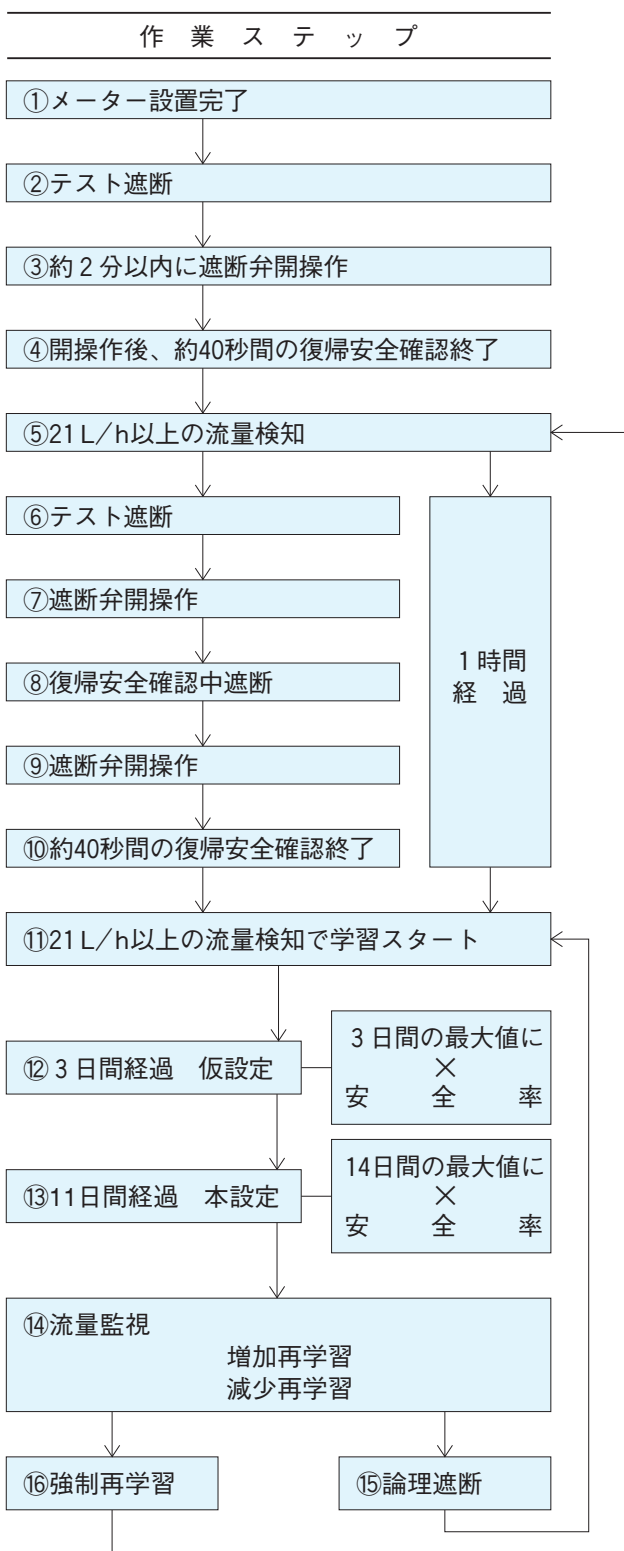 作業ステップ
①メーター設置完了
②テスト遮断
③約２分以内に遮断弁開操作
④開操作後、約40秒間の復帰安全確認終了
⑤21L/h以上の流量検知
⑥テスト遮断
⑦遮断弁開操作
⑧復帰安全確認中遮断
⑨遮断弁開操作
⑩約40秒間の復帰安全確認終了
１時間
経過
⑪21L/h以上の流量検知で学習スタート
⑫３日間経過　仮設定
３日間の最大値に
×
安全率
⑬11日間経過　本設定
14日間の最大値に
×
安全率
⑭流量監視
増加再学習
減少再学習
⑯強制再学習
⑮論理遮断